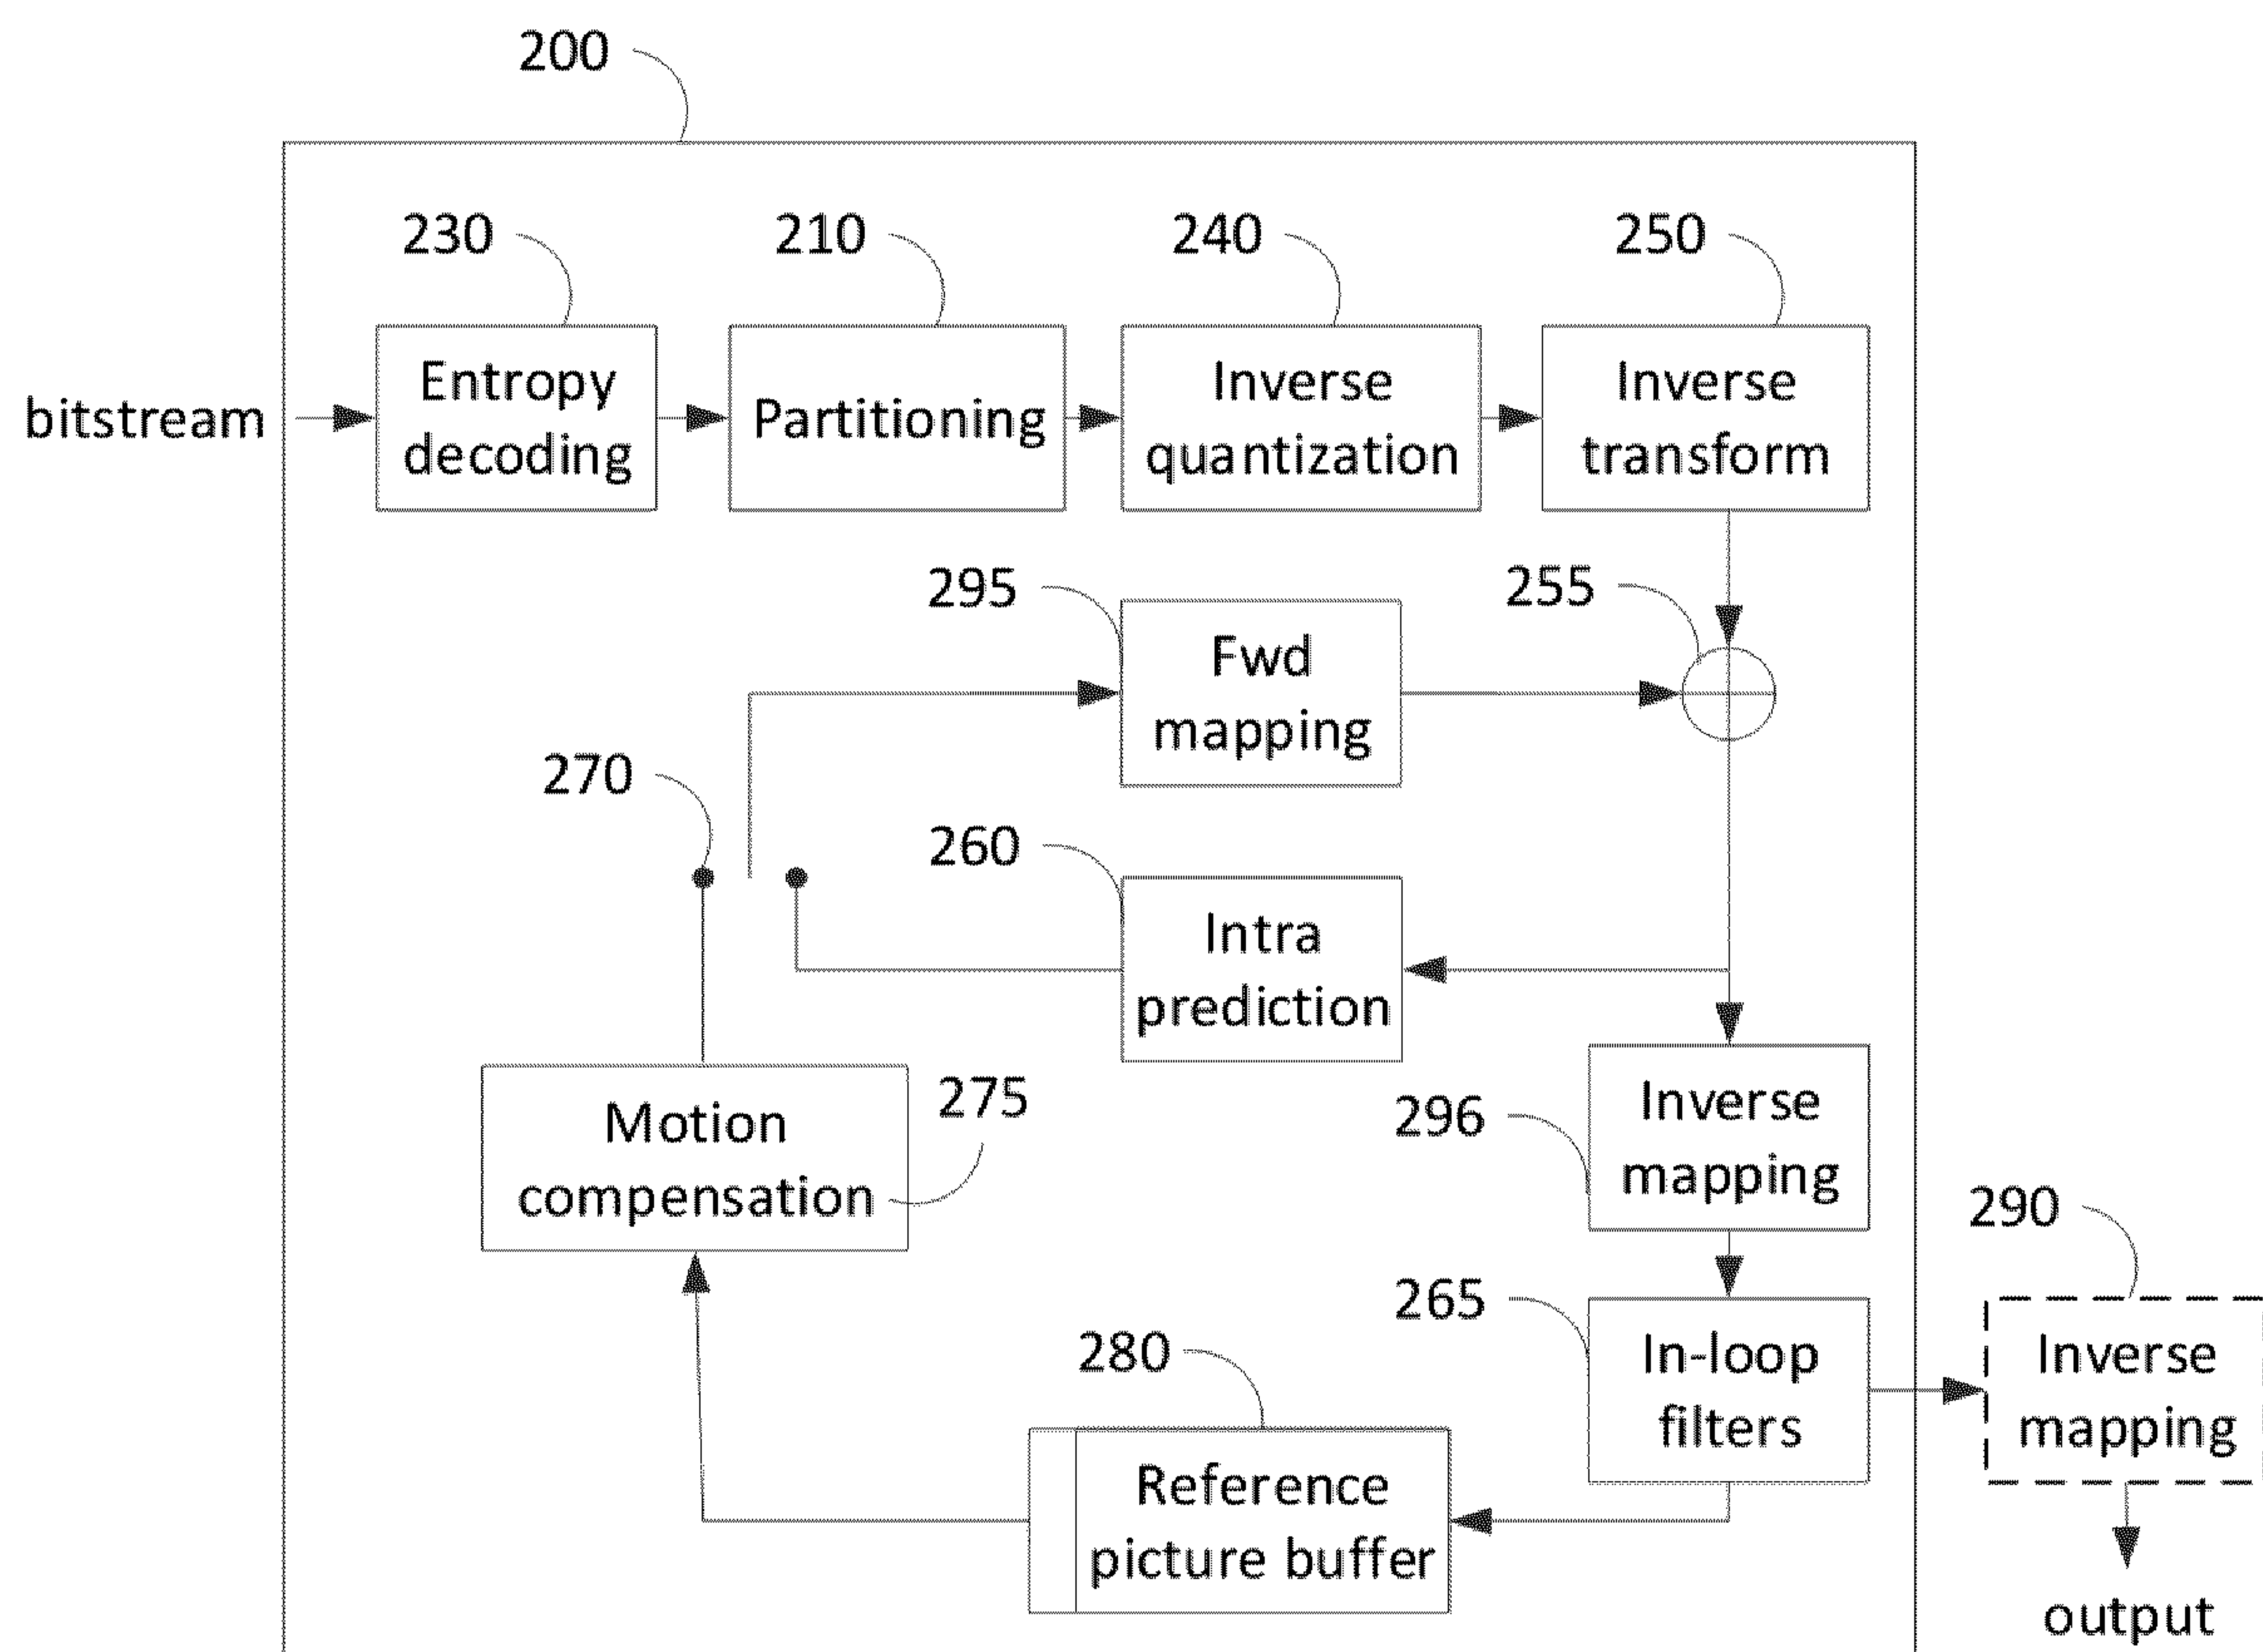 200
230
210
240
250
bitstream
Entropy
decoding
Partitioning
Inverse
quantization
Inverse
transform
295
255
Fwd
mapping
270
260
Intra
prediction
Motion
compensation
275
296
Inverse
mapping
290
265
In-loop
filters
Inverse
mapping
280
Reference
picture buffer
output